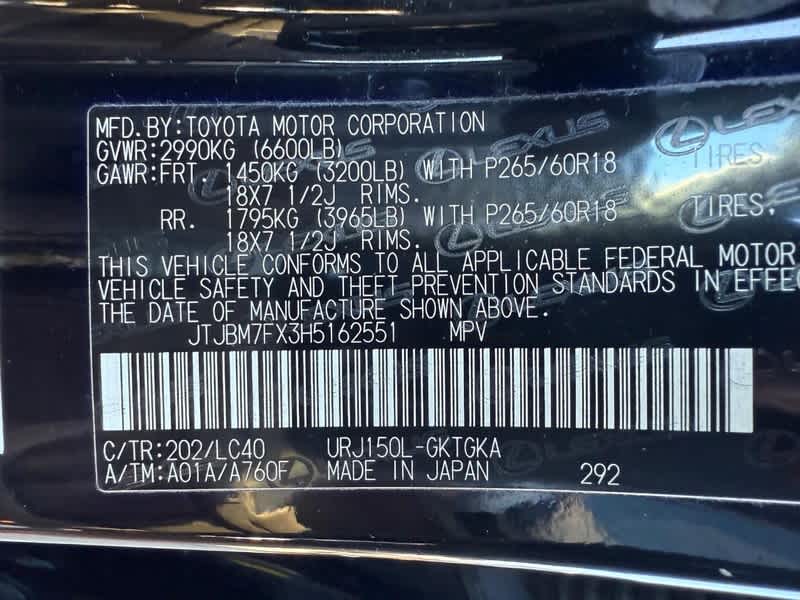 MFD.BY:TOYOTA MOTOR CORPORATION
GVWR:2990KG (6600LB)
GAWR:FRT. 1450KG (3200LB) WITH P265/60R18 TIRES
18X7 1/2J RIMS.
RR. 1795KG (3965LB) WITH P265/60R18 TIRES.
18X7 1/2J RIMS.
THIS VEHICLE CONFORMS TO ALL APPLICABLE FEDERAL MOTOR
VEHICLE SAFETY AND THEFT PREVENTION STANDARDS IN EFFEC
THE DATE OF MANUFACTURE SHOWN ABOVE.
JTJBM7FX3H5162551 MPV
C/TR:202/LC40 URJ150L-GKTGKA
A/TM:A01A/A760F MADE IN JAPAN 292
LEXUS
LEXUS